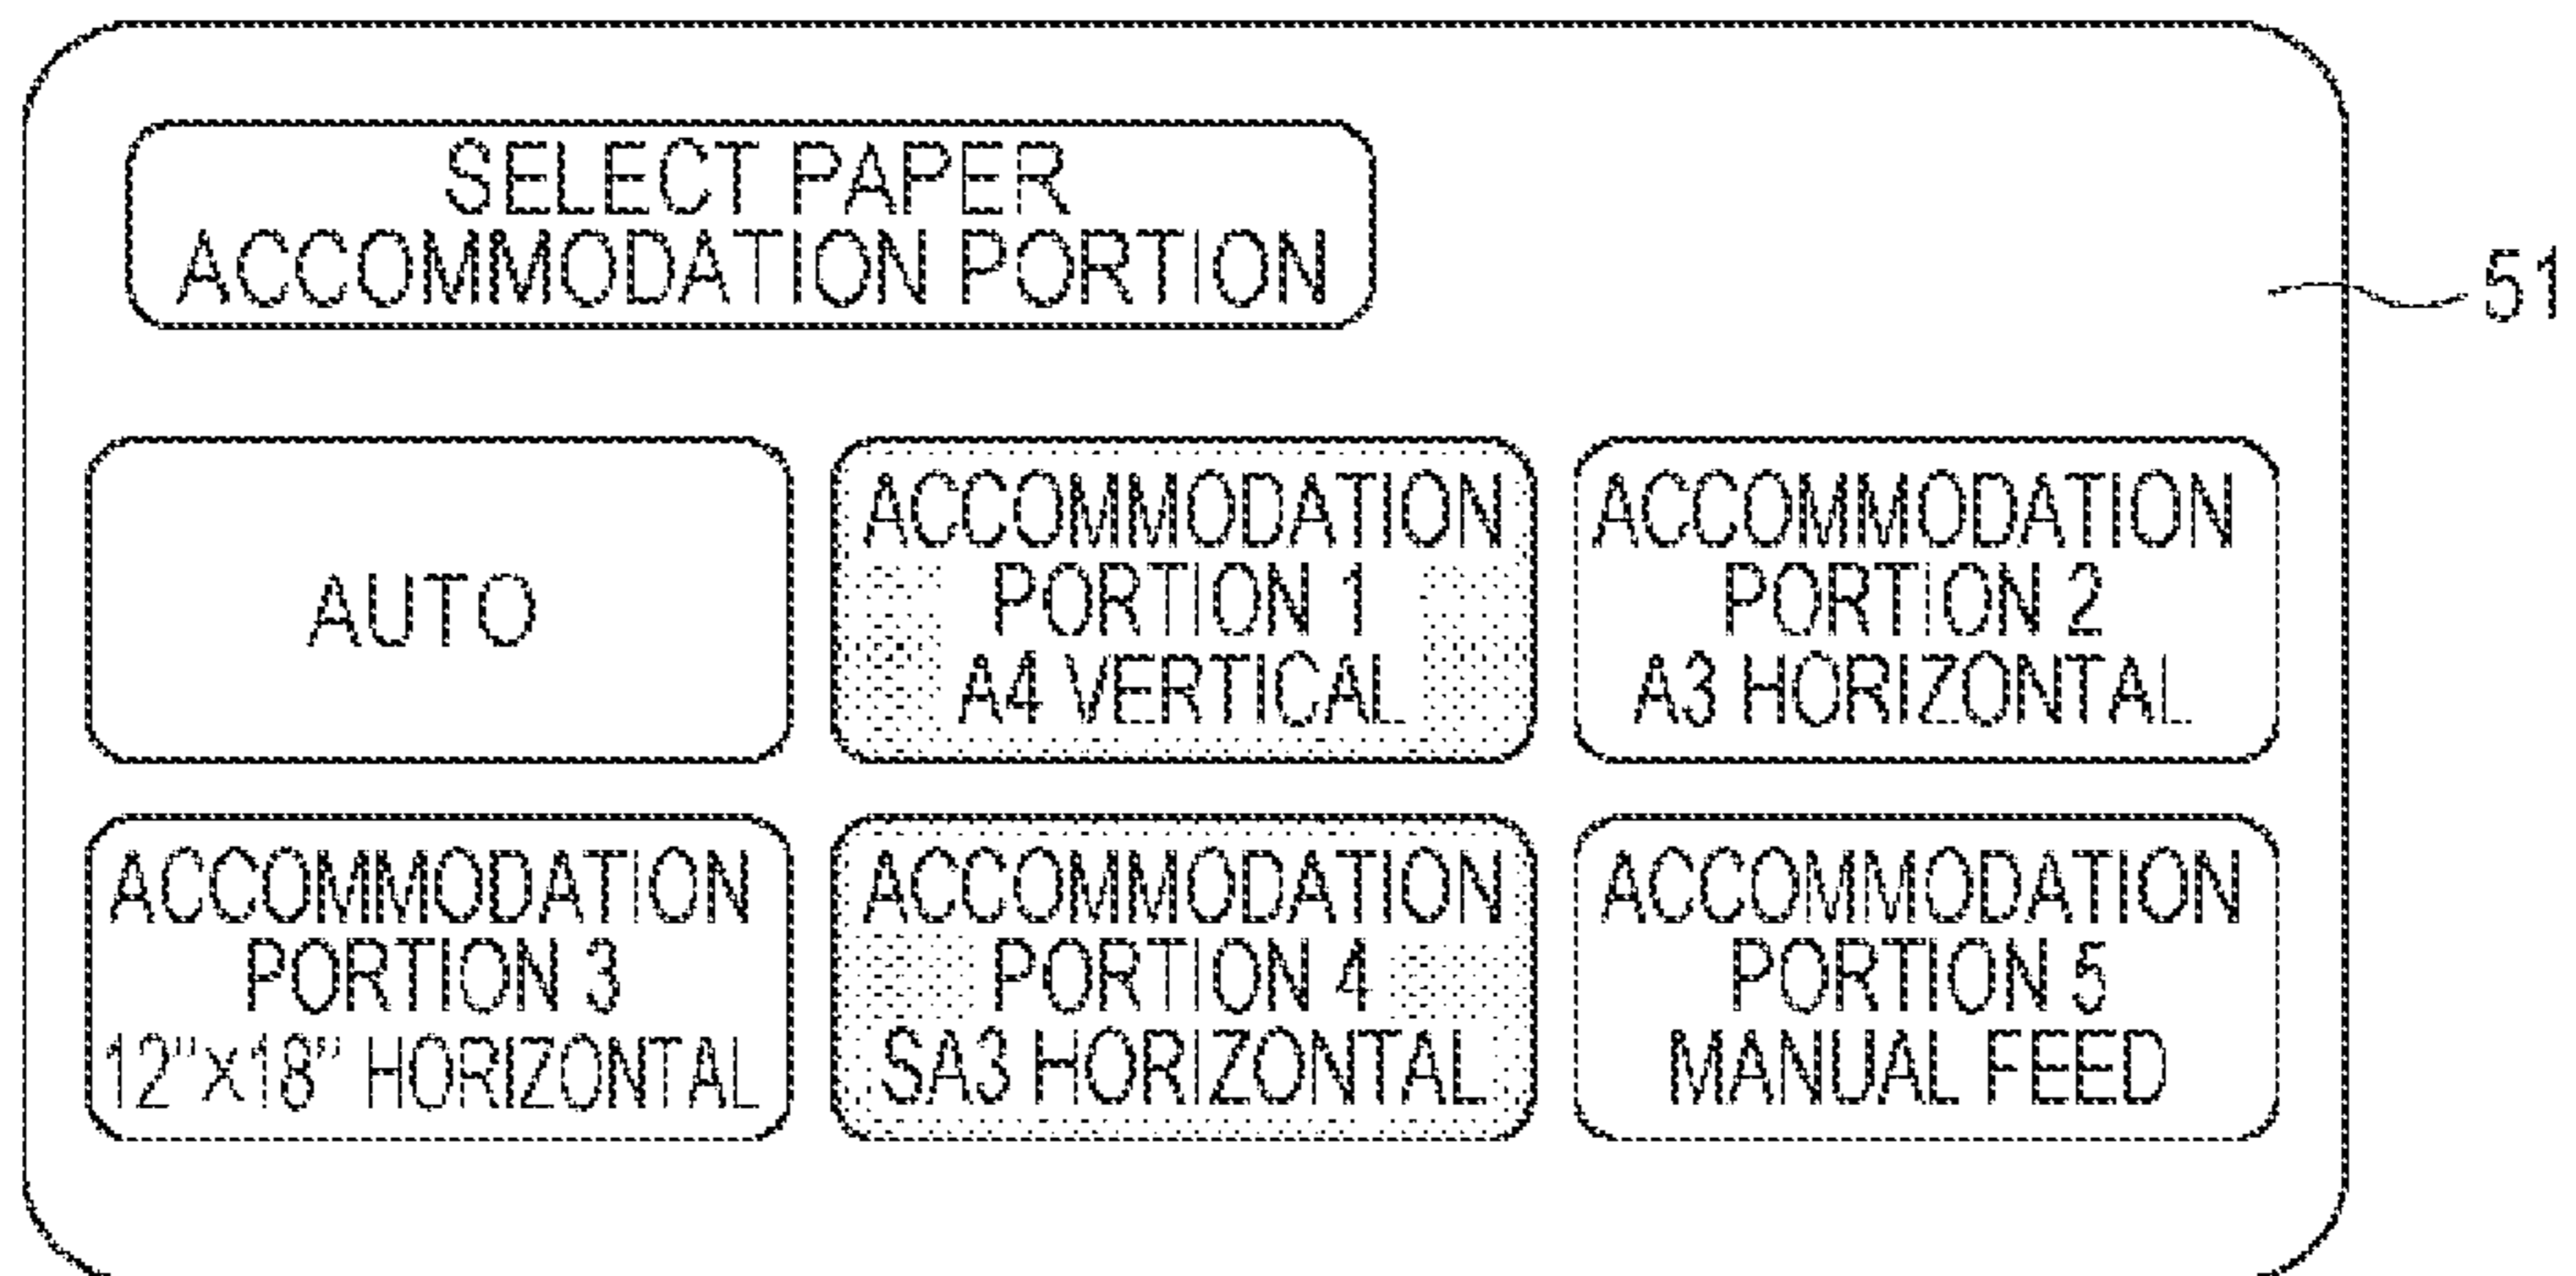 SELECT PAPER
ACCOMMODATION PORTION
51
AUTO
ACCOMMODATION
PORTION 1
A4 VERTICAL
ACCOMMODATION
PORTION 2
A3 HORIZONTAL
ACCOMMODATION
PORTION 3
12"×18" HORIZONTAL
ACCOMMODATION
PORTION 4
SA3 HORIZONTAL
ACCOMMODATION
PORTION 5
MANUAL FEED